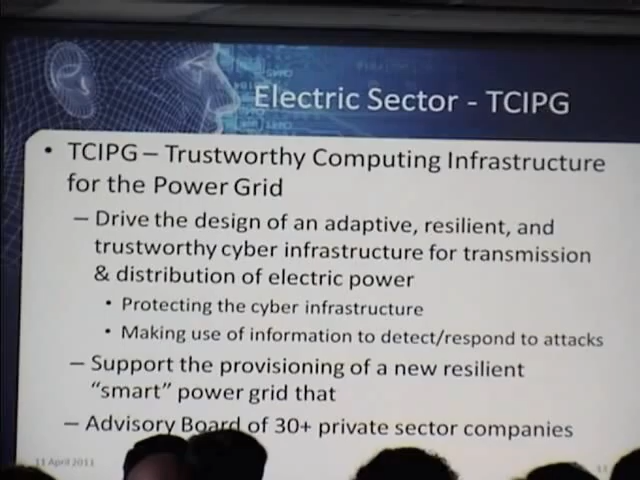 Electric Sector - TCIPG
• TCIPG – Trustworthy Computing Infrastructure
for the Power Grid
– Drive the design of an adaptive, resilient, and
trustworthy cyber infrastructure for transmission
& distribution of electric power
• Protecting the cyber infrastructure
• Making use of information to detect/respond to attacks
– Support the provisioning of a new resilient
“smart” power grid that
– Advisory Board of 30+ private sector companies
11 April 2011